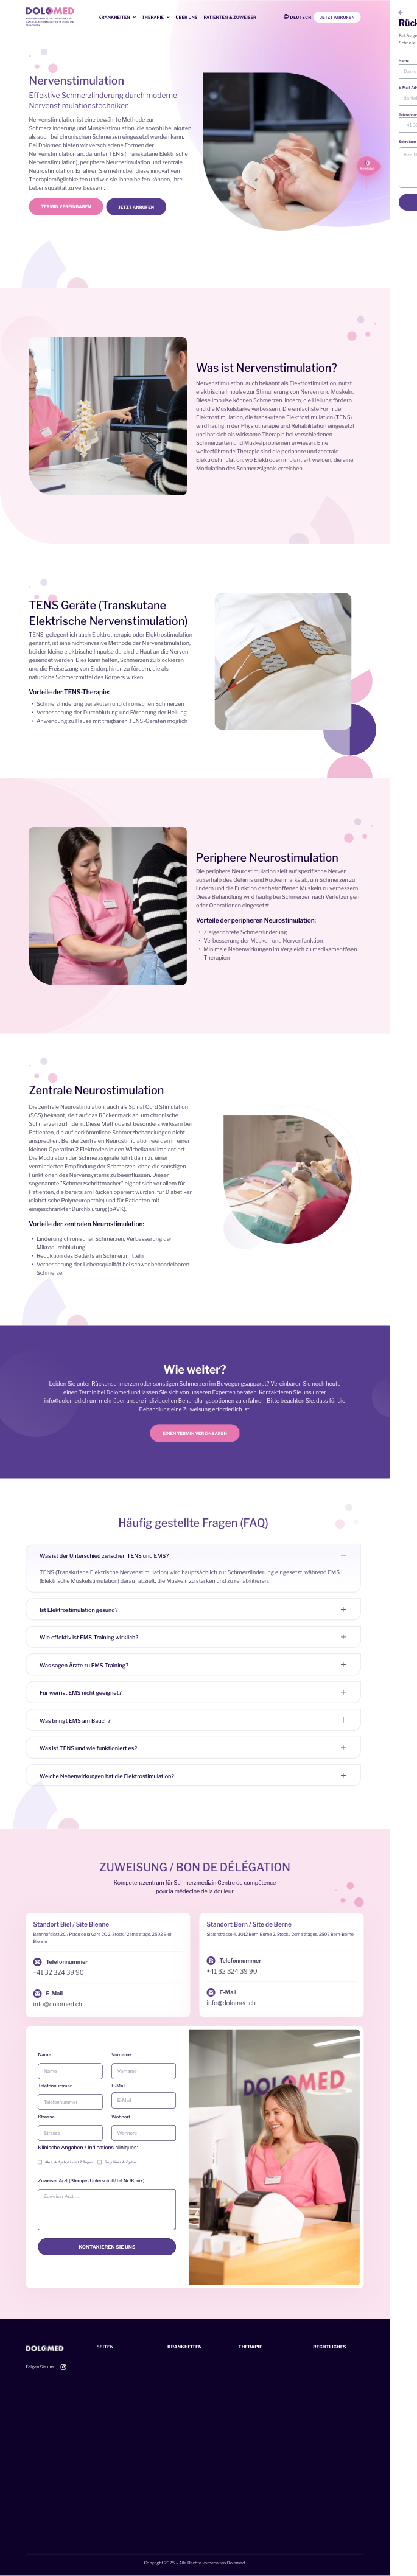 DOLOMED
KRANKHEITEN
THERAPIE
ÜBER UNS
PATIENTEN & ZUWEISER
DEUTSCH
JETZT ANRUFEN
Nervenstimulation
Effektive Schmerzlinderung durch moderne
Nervenstimulationstechniken
Nervenstimulation ist eine bewährte Methode zur
Schmerzlinderung und Muskelstimulation, die sowohl bei akuten
als auch bei chronischen Schmerzen eingesetzt werden kann.
Bei Dolomed bieten wir verschiedene Formen der
Nervenstimulation an, darunter TENS (Transkutane Elektrische
Nervenstimulation), periphere Neurostimulation und zentrale
Neurostimulation. Erfahren Sie mehr über diese innovativen
Therapiemöglichkeiten und wie sie Ihnen helfen können, Ihre
Lebensqualität zu verbessern.
TERMIN VEREINBAREN
JETZT ANRUFEN
Kontakt
Rück
Bei Frage
Schnelle
Name
E-Mail-Adr
Telefonnum
+41 3
Schreiben
Was ist Nervenstimulation?
Nervenstimulation, auch bekannt als Elektrostimulation, nutzt
elektrische Impulse zur Stimulierung von Nerven und Muskeln.
Diese Impulse können Schmerzen lindern, die Heilung fördern
und die Muskelstärke verbessern. Die einfachste Form der
Elektrostimulation, die transkutane Elektrostimulation (TENS)
wird häufig in der Physiotherapie und Rehabilitation eingesetzt
und hat sich als wirksame Therapie bei verschiedenen
Schmerzarten und Muskelproblemen erwiesen. Eine
weiterführende Therapie sind die periphere und zentrale
Elektrostimulation, wo Elektroden implantiert werden, die eine
Modulation des Schmerzsignals erreichen.
TENS Geräte (Transkutane
Elektrische Nervenstimulation)
TENS, gelegentlich auch Elektrotherapie oder Elektrostimulation
genannt, ist eine nicht-invasive Methode der Nervenstimulation,
bei der kleine elektrische Impulse durch die Haut an die Nerven
gesendet werden. Dies kann helfen, Schmerzen zu blockieren
und die Freisetzung von Endorphinen zu fördern, die als
natürliche Schmerzmittel des Körpers wirken.
Vorteile der TENS-Therapie:
• Schmerzlinderung bei akuten und chronischen Schmerzen
• Verbesserung der Durchblutung und Förderung der Heilung
• Anwendung zu Hause mit tragbaren TENS-Geräten möglich
Periphere Neurostimulation
Die periphere Neurostimulation zielt auf spezifische Nerven
außerhalb des Gehirns und Rückenmarks ab, um Schmerzen zu
lindern und die Funktion der betroffenen Muskeln zu verbessern.
Diese Behandlung wird häufig bei Schmerzen nach Verletzungen
oder Operationen eingesetzt.
Vorteile der peripheren Neurostimulation:
• Zielgerichtete Schmerzlinderung
• Verbesserung der Muskel- und Nervenfunktion
• Minimale Nebenwirkungen im Vergleich zu medikamentösen
Therapien
Zentrale Neurostimulation
Die zentrale Neurostimulation, auch als Spinal Cord Stimulation
(SCS) bekannt, zielt auf das Rückenmark ab, um chronische
Schmerzen zu lindern. Diese Methode ist besonders wirksam bei
Patienten, die auf herkömmliche Schmerzbehandlungen nicht
ansprechen. Bei der zentralen Neurostimulation werden in einer
kleinen Operation 2 Elektroden in den Wirbelkanal implantiert.
Die Modulation der Schmerzsignale führt dann zu einem
verminderten Empfinden der Schmerzen, oder die sonstigen
Funktionen des Nervensystems zu beeinflussen. Dieser
sogenannte "Schmerzschrittmacher" eignet sich vor allem für
Patienten, die bereits am Rücken operiert wurden, für Diabetiker
(diabetische Polyneuropathie) und für Patienten mit
eingeschränkter Durchblutung (pAVK).
Vorteile der zentralen Neurostimulation:
• Linderung chronischer Schmerzen, Verbesserung der
Mikrodurchblutung
• Reduktion des Bedarfs an Schmerzmitteln
• Verbesserung der Lebensqualität bei schwer behandelbaren
Schmerzen
Wie weiter?
Leiden Sie unter Rückenschmerzen oder sonstigen Schmerzen im Bewegungsapparat? Vereinbaren Sie noch heute
einen Termin bei Dolomed und lassen Sie sich von unseren Experten beraten. Kontaktieren Sie uns unter
info@dolomed.ch um mehr über unsere individuellen Behandlungsoptionen zu erfahren. Bitte beachten Sie, dass für die
Behandlung eine Zuweisung erforderlich ist.
EINEN TERMIN VEREINBAREN
Häufig gestellte Fragen (FAQ)
Was ist der Unterschied zwischen TENS und EMS?
TENS (Transkutane Elektrische Nervenstimulation) wird hauptsächlich zur Schmerzlinderung eingesetzt, während EMS
(Elektrische Muskelstimulation) darauf abzielt, die Muskeln zu stärken und zu rehabilitieren.
Ist Elektrostimulation gesund?
Wie effektiv ist EMS-Training wirklich?
Was sagen Ärzte zu EMS-Training?
Für wen ist EMS nicht geeignet?
Was bringt EMS am Bauch?
Was ist TENS und wie funktioniert es?
Welche Nebenwirkungen hat die Elektrostimulation?
ZUWEISUNG / BON DE DÉLÉGATION
Kompetenzzentrum für Schmerzmedizin Centre de compétence
pour la médecine de la douleur
Standort Biel / Site Bienne
Bahnhofplatz 2C / Place de la Gare 2C 2. Stock / 2ème étage, 2502 Biel-
Bienne
Telefonnummer
+41 32 324 39 90
E-Mail
info@dolomed.ch
Standort Bern / Site de Berne
Seilerstrasse 4, 3012 Bern-Berne 2. Stock / 2ème étages, 2502 Bern-Berne
Telefonnummer
+41 32 324 39 90
E-Mail
info@dolomed.ch
Name
Vorname
Name
Vorname
Telefonnummer
E-Mail
Telefonnummer
E-Mail
Strasse
Wohnort
Strasse
Wohnort
Klinische Angaben / Indications cliniques:
Akut: Aufgebot innert 7 Tagen
Reguläres Aufgebot
Zuweiser Arzt (Stempel/Unterschrift/Tel.Nr./Klinik)
Zuweiser Arzt...
KONTAKIEREN SIE UNS
DOLOMED
DOLOMED
SEITEN
KRANKHEITEN
THERAPIE
RECHTLICHES
Folgen Sie uns
Copyright 2025 – Alle Rechte vorbehalten Dolomed.